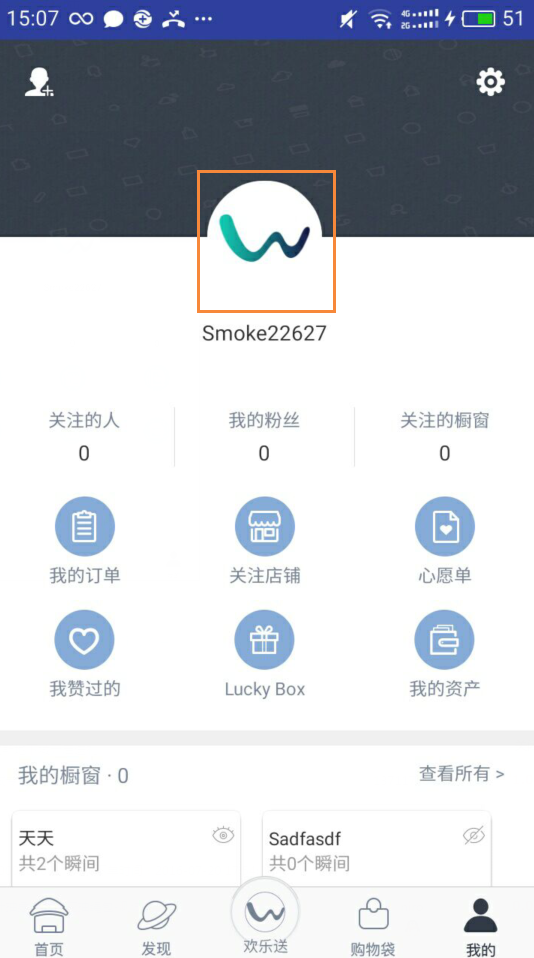 15:07 ··· 4G 2G 51
Smoke22627
关注的人 我的粉丝 关注的橱窗
0 0 0
我的订单 关注店铺 心愿单
我赞过的 Lucky Box 我的资产
我的橱窗 · 0 查看所有 >
天天 Sadfasdf
共2个瞬间 共0个瞬间
首页 发现 欢乐送 购物袋 我的